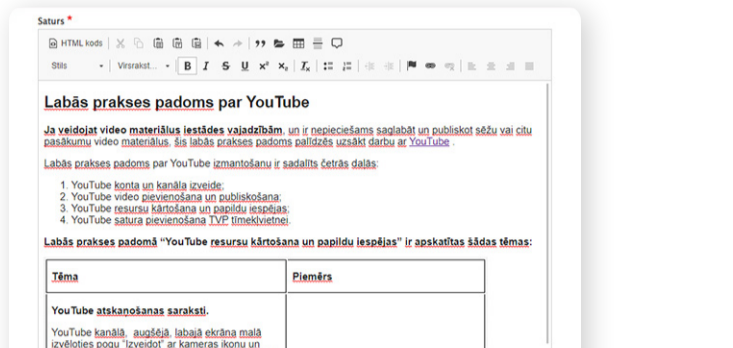 Saturs *
HTML kods
Stils Virsrakst... B I S U x² x₂ Tx
Labās prakses padoms par YouTube
Ja veidojat video materiālus iestādes vajadzībām, un ir nepieciešams saglabāt un publiskot sēžu vai citu
pasākumu video materiālus, šis labās prakses padoms palīdzēs uzsākt darbu ar YouTube .
Labās prakses padoms par YouTube izmantošanu ir sadalīts četrās daļās:
1. YouTube konta un kanāla izveide;
2. YouTube video pievienošana un publiskošana;
3. YouTube resursu kārtošana un papildu iespējas;
4. YouTube satura pievienošana TVP tīmekļvietnei.
Labās prakses padomā “YouTube resursu kārtošana un papildu iespējas” ir apskatītas šādas tēmas:
Tēma Piemērs
YouTube atskaņošanas saraksti.
YouTube kanālā, augšējā, labajā ekrāna malā
izvēloties pogu "Izveidot" ar kameras ikonu un